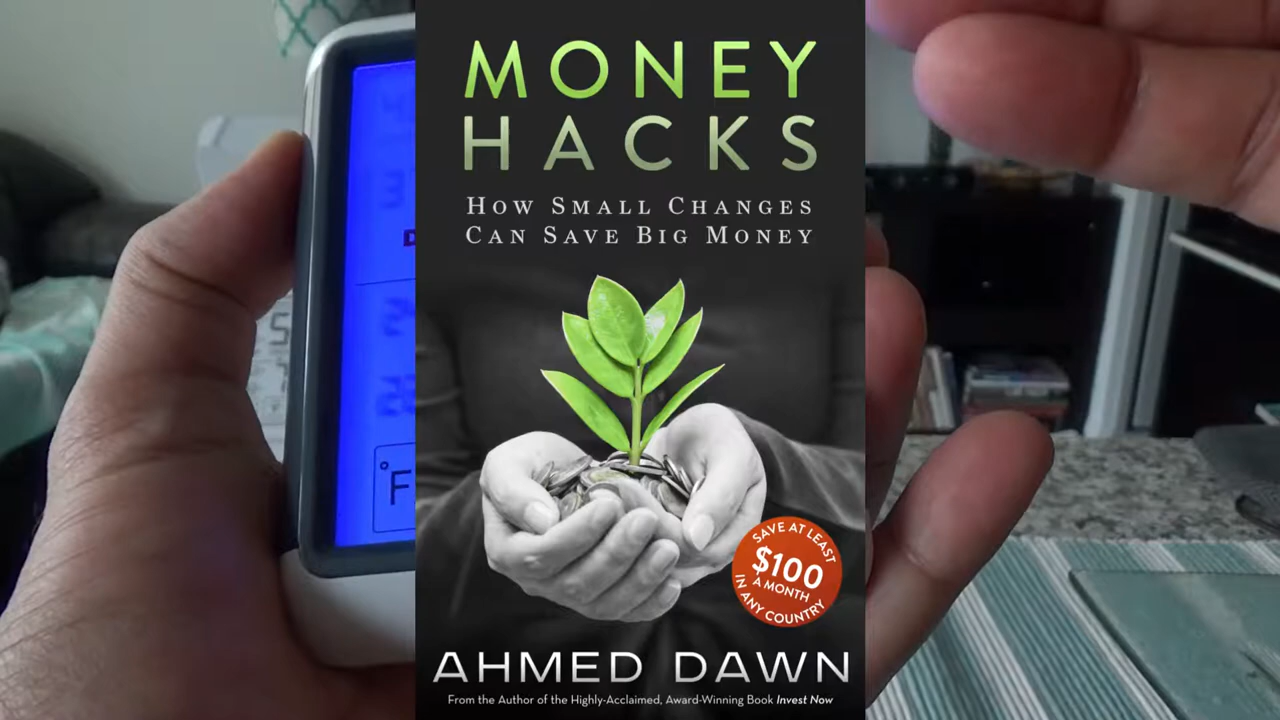 MONEY
HACKS
HOW SMALL CHANGES
CAN SAVE BIG MONEY
SAVE AT LEAST
$100
A MONTH
IN ANY COUNTRY
AHMED DAWN
From the Author of the Highly-Acclaimed, Award-Winning Book Invest Now
°F